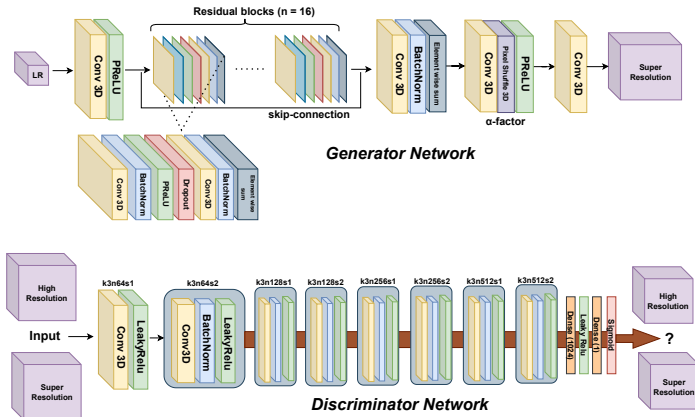 Residual blocks (n = 16)
LR
Conv 3D
PReLU
Conv 3D
BatchNorm
Element wise sum
Conv 3D
Pixel Shuffle 3D
PReLU
Conv 3D
Super
Resolution
skip-connection
α-factor
Generator Network
Conv 3D
BatchNorm
PReLU
Dropout
Conv 3D
BatchNorm
Element wise
sum
High
Resolution
Input
Super
Resolution
k3n64s1
k3n64s2
k3n128s1
k3n128s2
k3n256s1
k3n256s2
k3n512s1
k3n512s2
Conv 3D
LeakyRelu
Conv3D
BatchNorm
LeakyRelu
Dense (1024)
Leaky Relu
Dense (1)
Sigmoid
High
Resolution
?
Super
Resolution
Discriminator Network